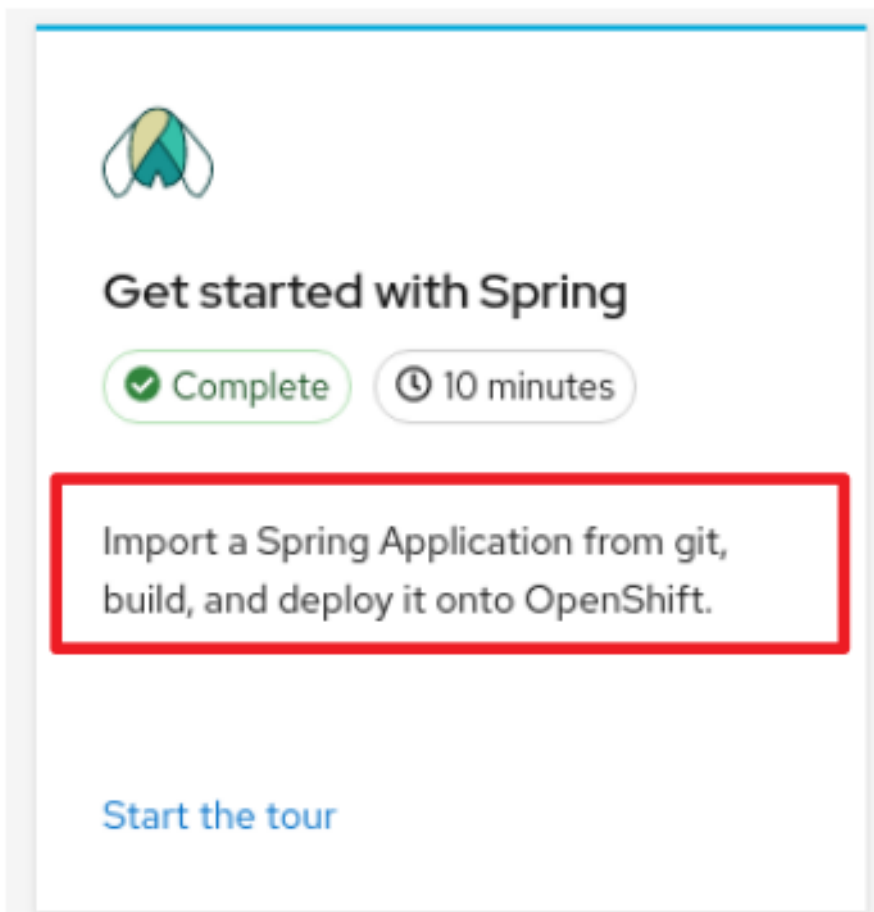 Get started with Spring
Complete
10 minutes
Import a Spring Application from git,
build, and deploy it onto OpenShift.
Start the tour